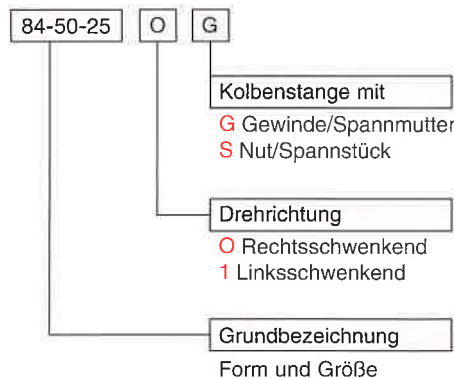 84-50-25 O G
Kolbenstange mit
G Gewinde/Spannmutter
S Nut/Spannstück
Drehrichtung
O Rechtsschwenkend
1 Linksschwenkend
Grundbezeichnung
Form und Größe